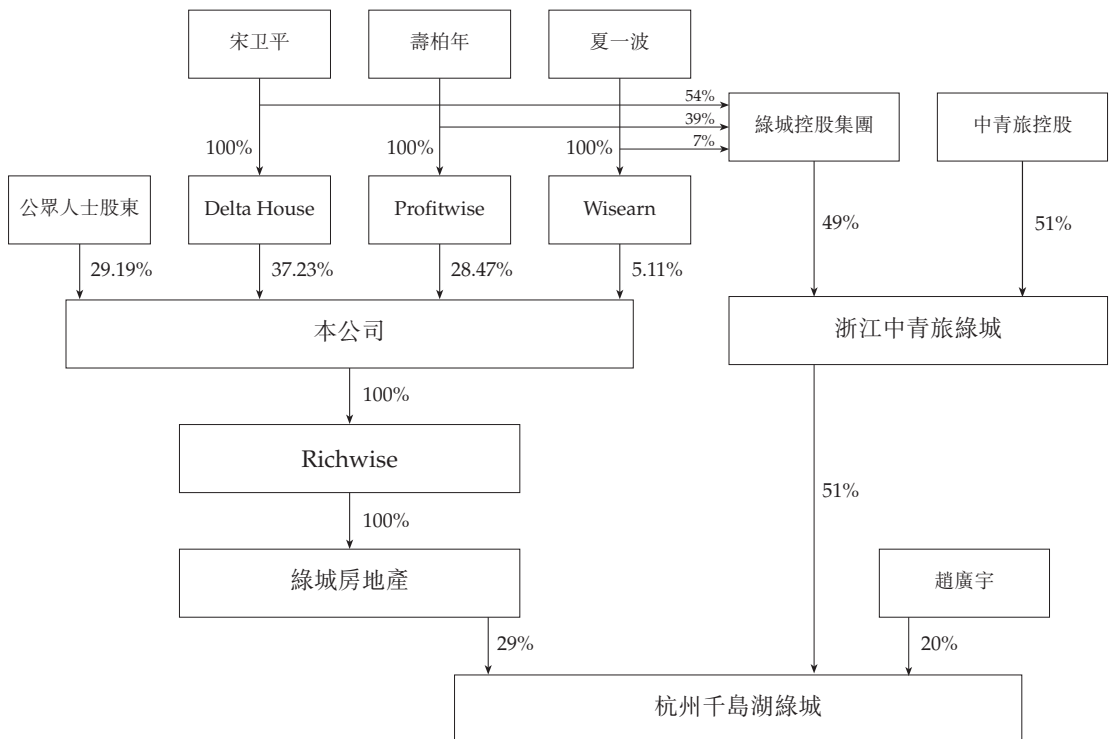 宋卫平
壽柏年
夏一波
54%
綠城控股集團
中青旅控股
39%
7%
100%
100%
100%
公眾人士股東
Delta House
Profitwise
Wisearn
49%
51%
29.19%
37.23%
28.47%
5.11%
本公司
浙江中青旅綠城
100%
Richwise
51%
100%
綠城房地產
趙廣宇
29%
20%
杭州千島湖綠城